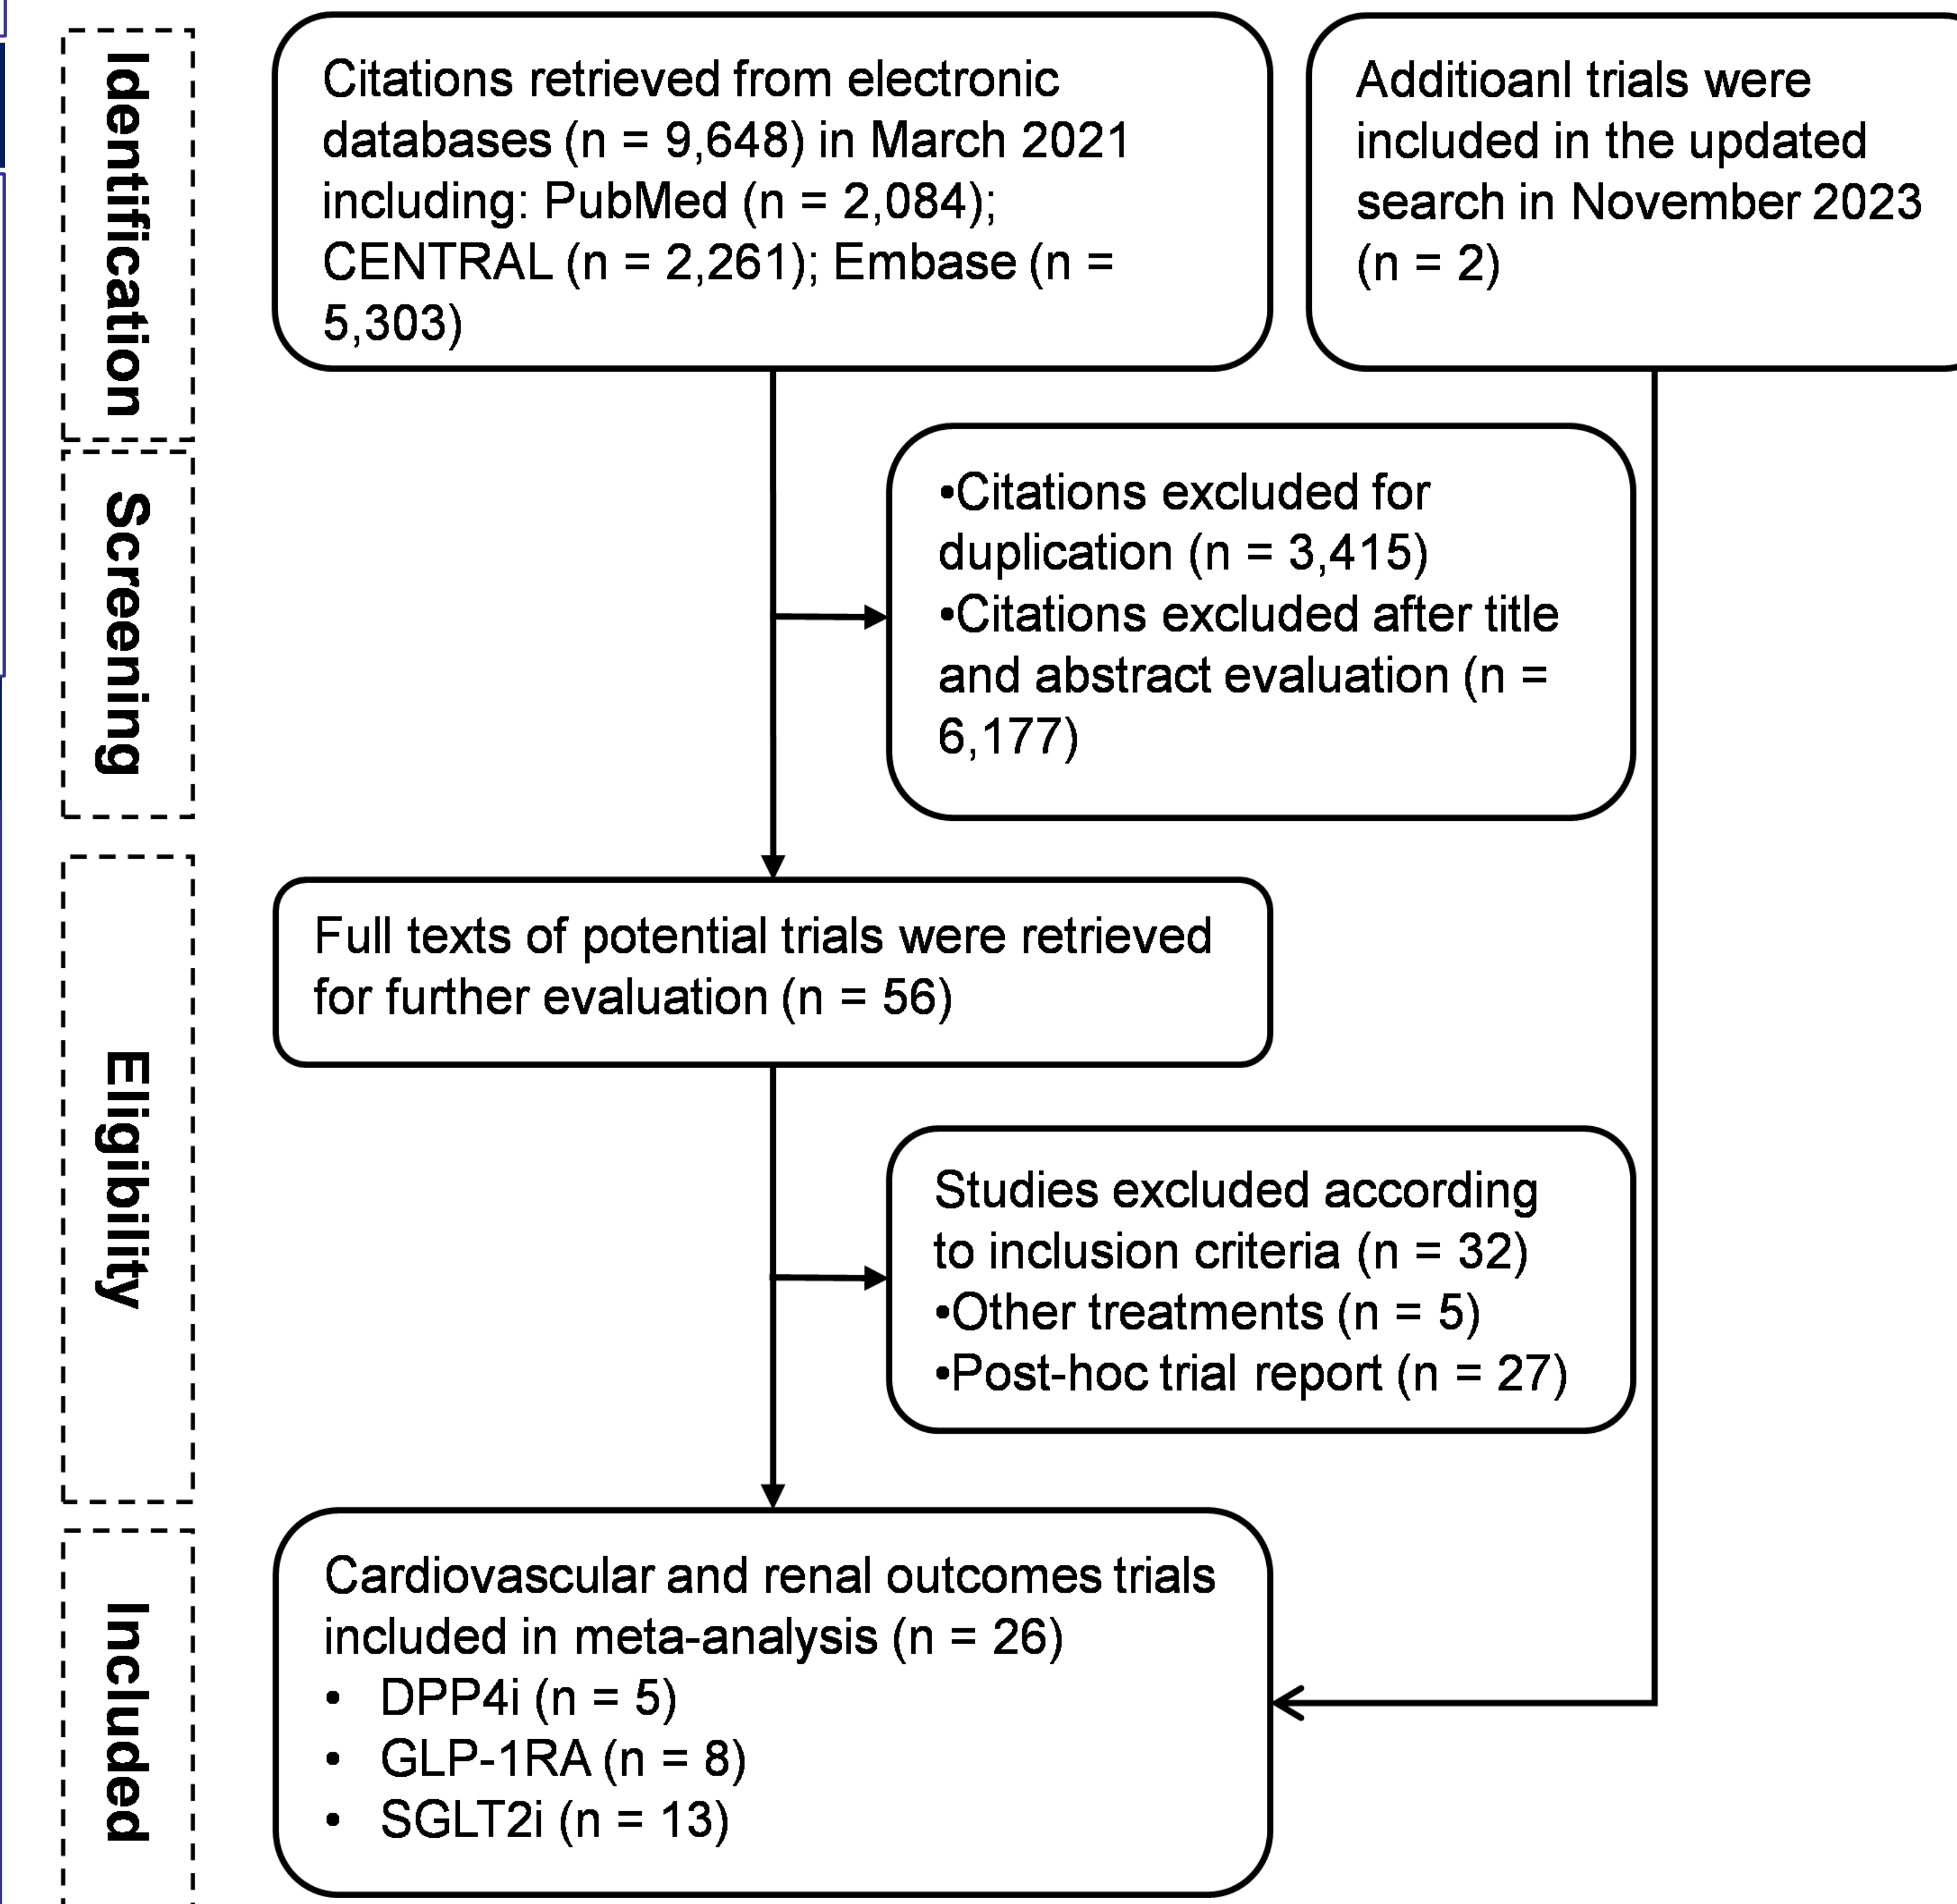 Identification
Citations retrieved from electronic
databases (n = 9,648) in March 2021
including: PubMed (n = 2,084);
CENTRAL (n = 2,261); Embase (n =
5,303)
Additioanl trials were
included in the updated
search in November 2023
(n = 2)
Screening
•Citations excluded for
duplication (n = 3,415)
•Citations excluded after title
and abstract evaluation (n =
6,177)
Eligibility
Full texts of potential trials were retrieved
for further evaluation (n = 56)
Studies excluded according
to inclusion criteria (n = 32)
•Other treatments (n = 5)
•Post-hoc trial report (n = 27)
Included
Cardiovascular and renal outcomes trials
included in meta-analysis (n = 26)
• DPP4i (n = 5)
• GLP-1RA (n = 8)
• SGLT2i (n = 13)